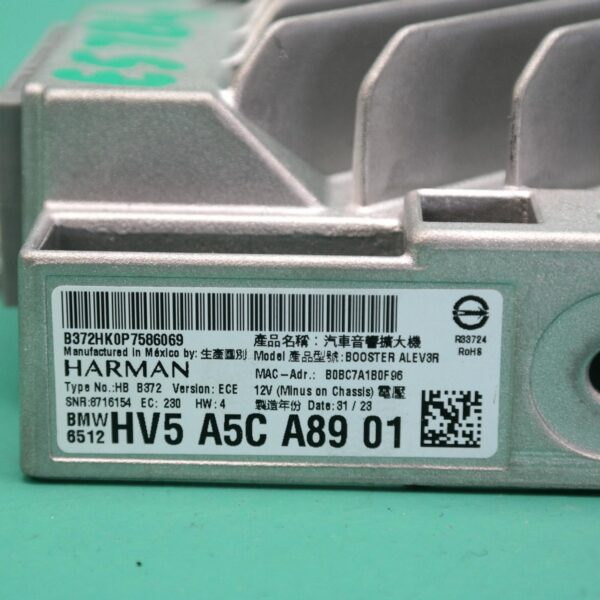 B372HK0P7586069
Manufactured in México by: 生產國別
HARMAN
Type No.:HB B372 Version: ECE
SNR:8716154 EC: 230 HW: 4
產品名稱：汽車音響擴大機
Model 產品型號:BOOSTER ALEV3R
MAC-Adr.: B0BC7A1B0F96
12V (Minus on Chassis) 電壓
製造年份 Date: 31 / 23
R33724
RoHS
BMW
6512
HV5 A5C A89 01